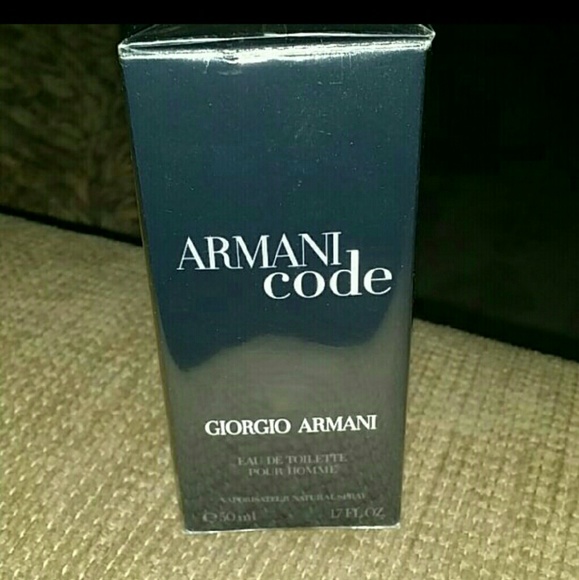 ARMANI
code
GIORGIO ARMANI
EAU DE TOILETTE
POUR HOMME
VAPORISATEUR NATURAL SPRAY
℮ 50 ml 1.7 FL. OZ